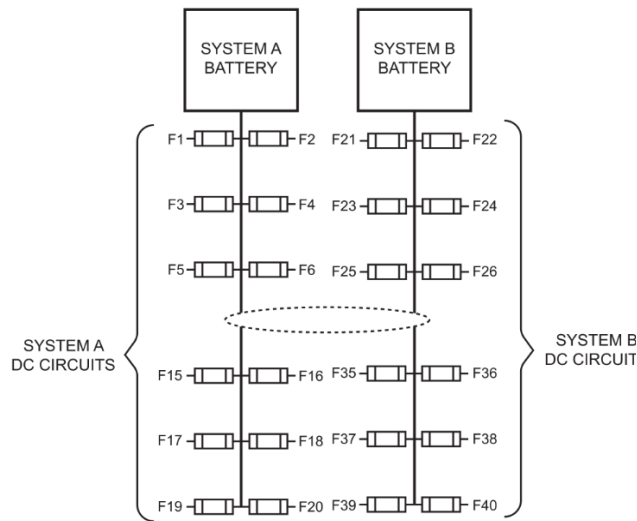 SYSTEM A
BATTERY
SYSTEM B
BATTERY
F1 F2 F21 F22
F3 F4 F23 F24
F5 F6 F25 F26
SYSTEM A
DC CIRCUITS
SYSTEM B
DC CIRCUIT
F15 F16 F35 F36
F17 F18 F37 F38
F19 F20 F39 F40